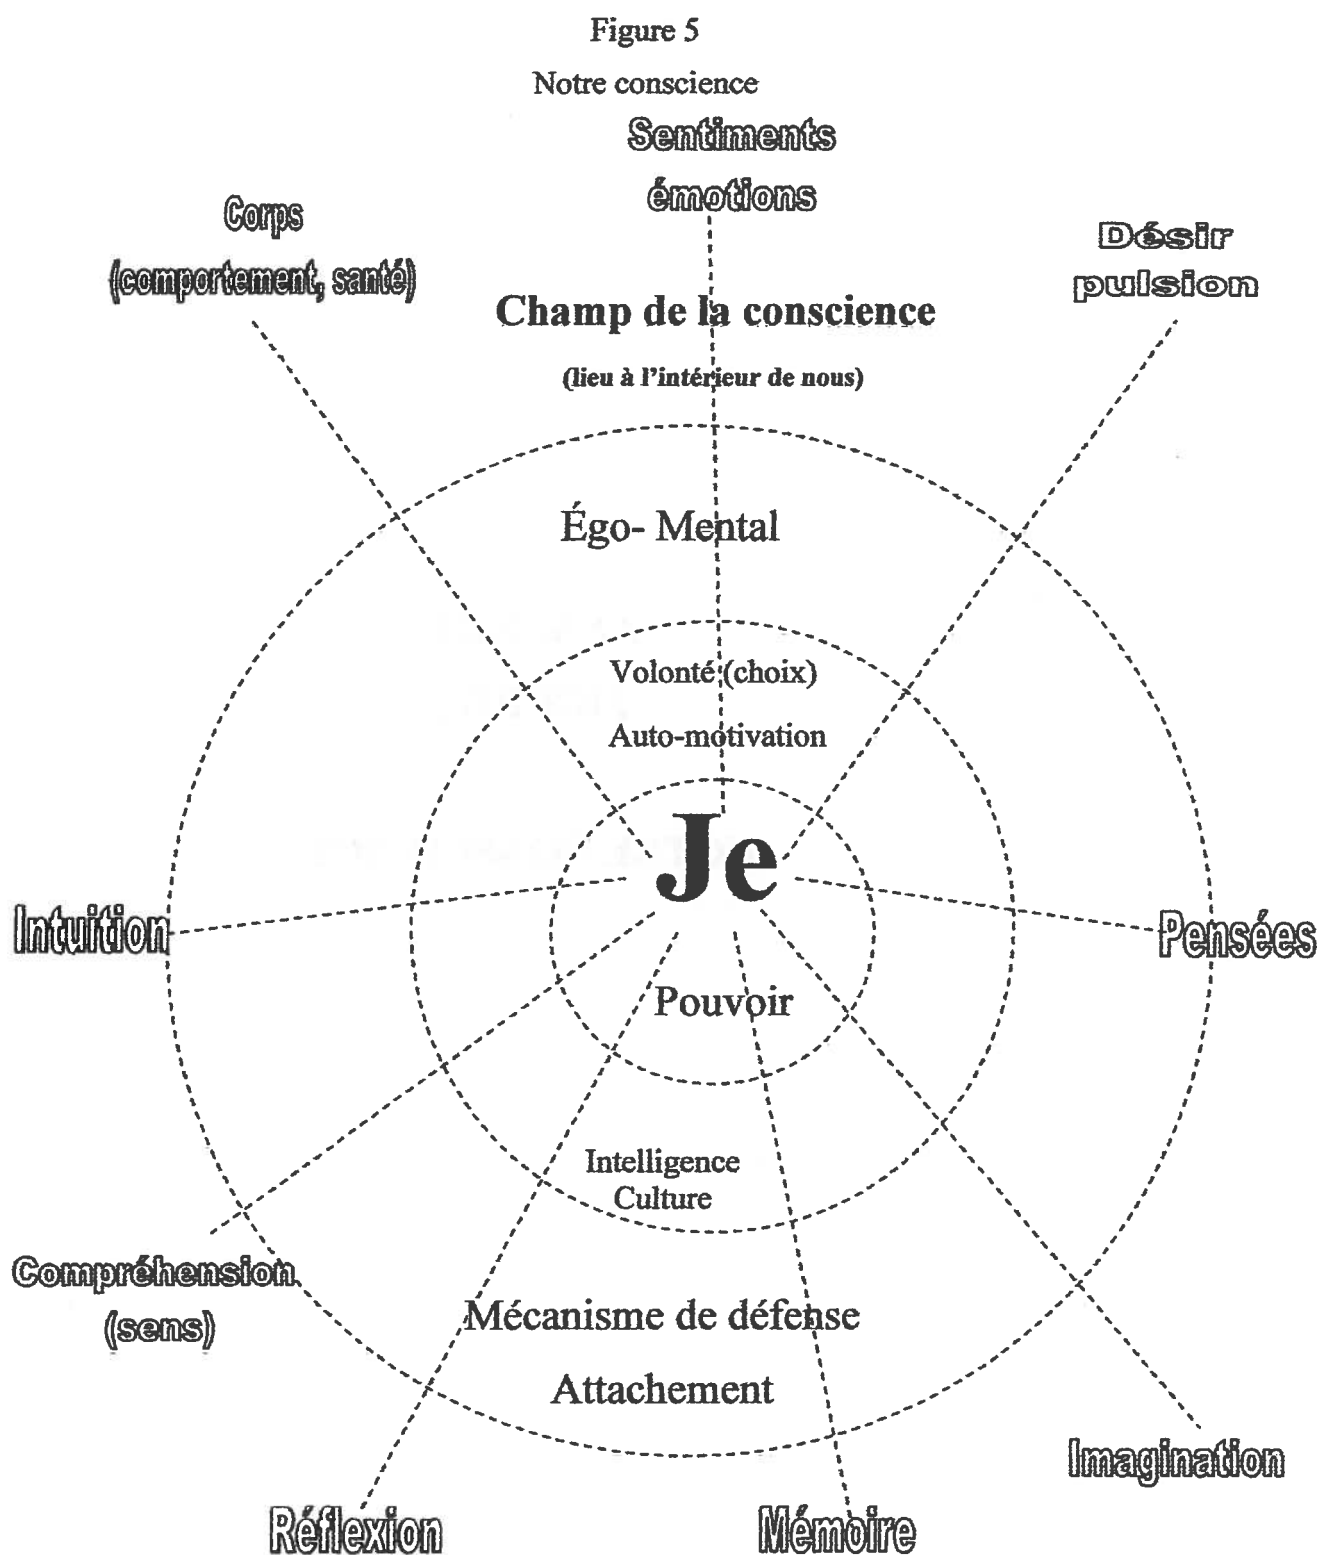 Figure 5
Notre conscience
Sentiments
émotions
Corps
(comportement, santé)
Désir
pulsion
Champ de la conscience
(lieu à l'intérieur de nous)
Égo- Mental
Volonté (choix)
Auto-motivation
Je
Intuition
Pensées
Pouvoir
Intelligence
Culture
Compréhension
(sens)
Mécanisme de défense
Attachement
Imagination
Réflexion
Mémoire